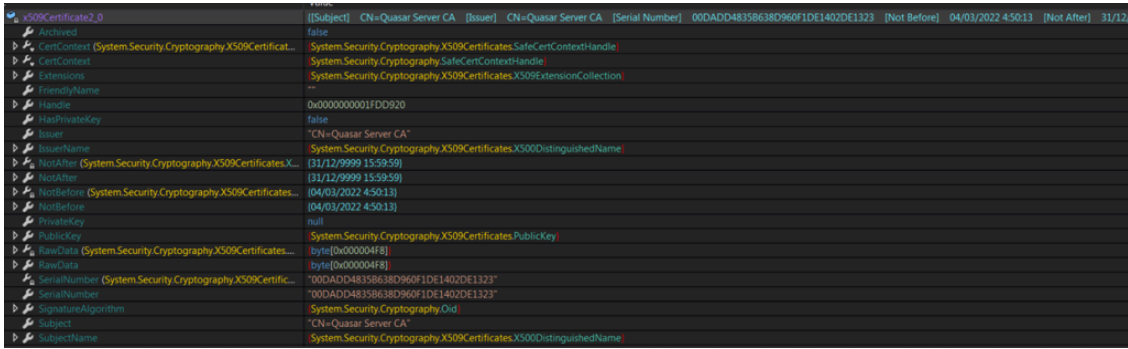 Value
x509Certificate2_0 {[Subject] CN=Quasar Server CA [Issuer] CN=Quasar Server CA [Serial Number] 00DADD4835B638D960F1DE1402DE1323 [Not Before] 04/03/2022 4:50:13 [Not After] 31/12/
Archived false
CertContext (System.Security.Cryptography.X509Certificat... {System.Security.Cryptography.X509Certificates.SafeCertContextHandle}
CertContext {System.Security.Cryptography.SafeCertContextHandle}
Extensions {System.Security.Cryptography.X509Certificates.X509ExtensionCollection}
FriendlyName ""
Handle 0x0000000001FDD920
HasPrivateKey false
Issuer "CN=Quasar Server CA"
IssuerName {System.Security.Cryptography.X509Certificates.X500DistinguishedName}
NotAfter (System.Security.Cryptography.X509Certificates.X... {31/12/9999 15:59:59}
NotAfter {31/12/9999 15:59:59}
NotBefore (System.Security.Cryptography.X509Certificates... {04/03/2022 4:50:13}
NotBefore {04/03/2022 4:50:13}
PrivateKey null
PublicKey {System.Security.Cryptography.X509Certificates.PublicKey}
RawData (System.Security.Cryptography.X509Certificates.... {byte[0x000004F8]}
RawData {byte[0x000004F8]}
SerialNumber (System.Security.Cryptography.X509Certific... "00DADD4835B638D960F1DE1402DE1323"
SerialNumber "00DADD4835B638D960F1DE1402DE1323"
SignatureAlgorithm {System.Security.Cryptography.Oid}
Subject "CN=Quasar Server CA"
SubjectName {System.Security.Cryptography.X509Certificates.X500DistinguishedName}